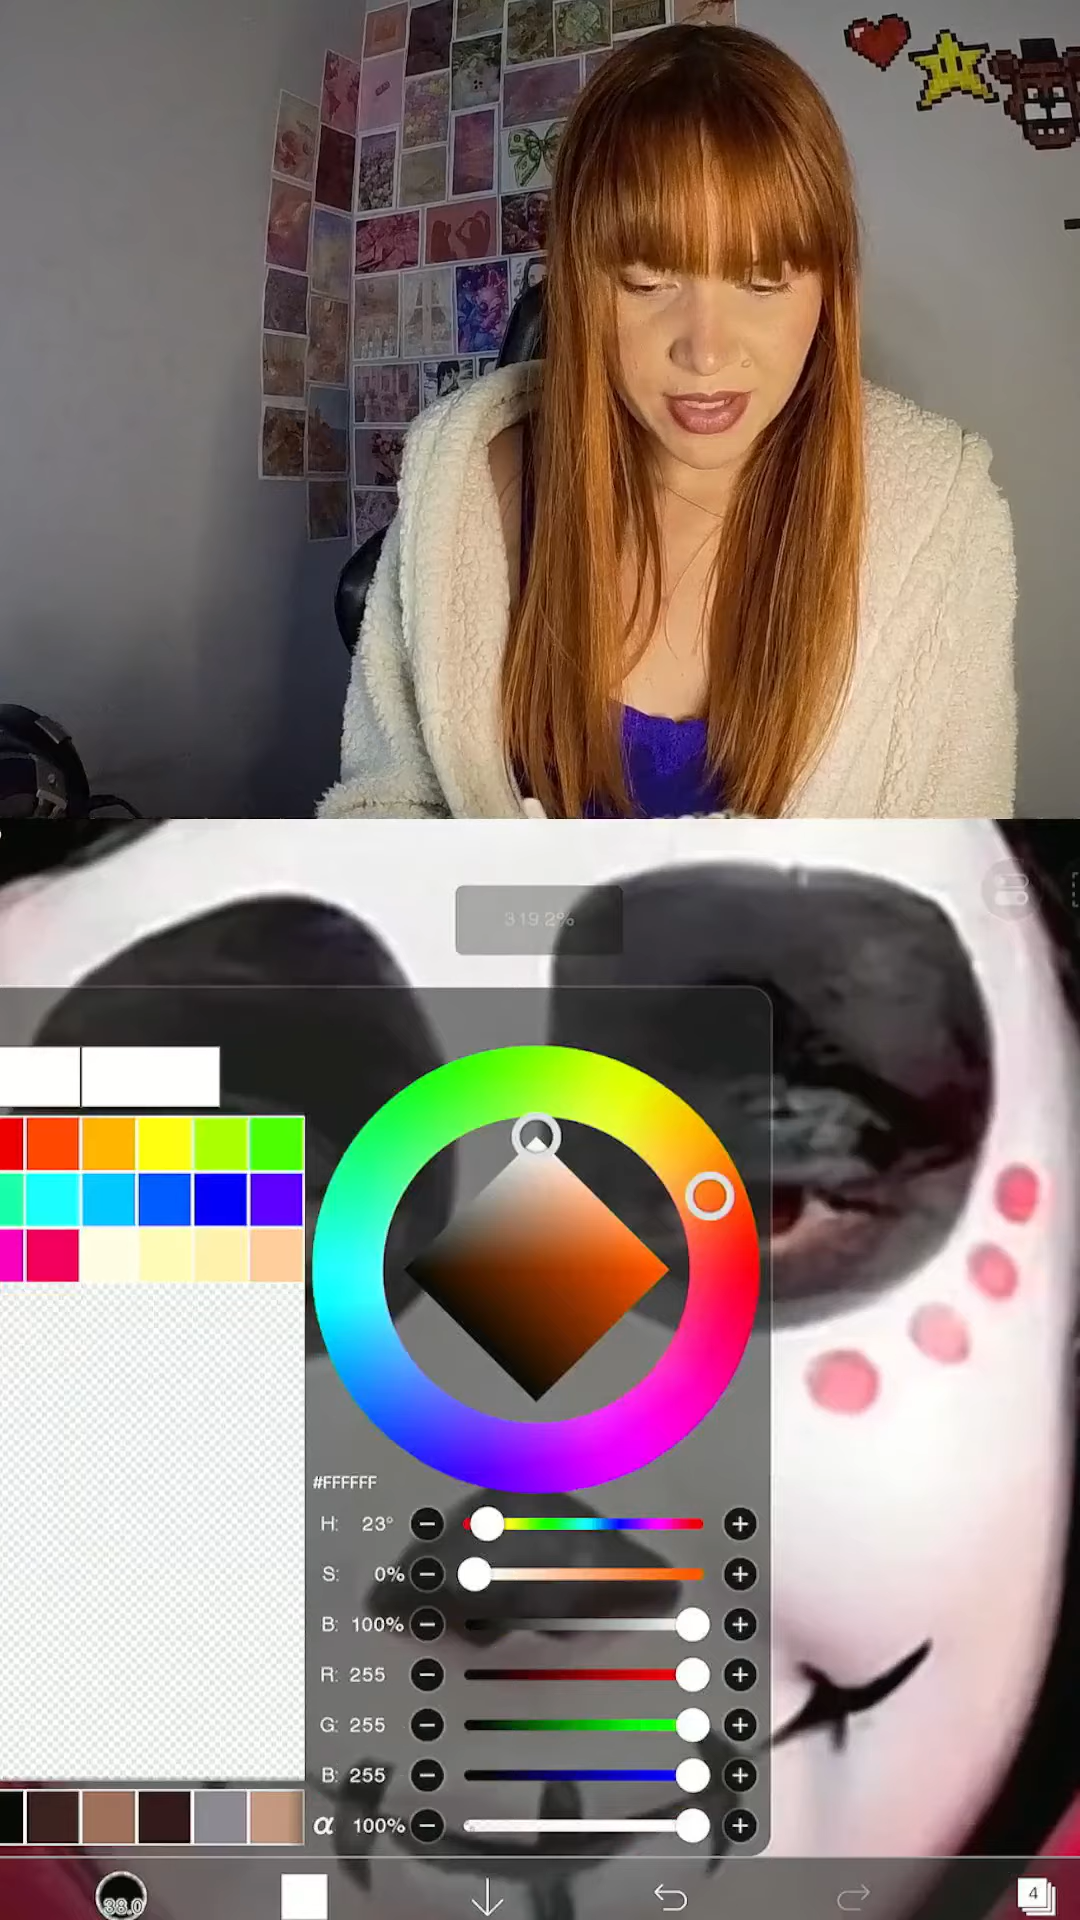 319.2%
#FFFFFF
H: 23°
S: 0%
B: 100%
R: 255
G: 255
B: 255
α 100%
38.0
4